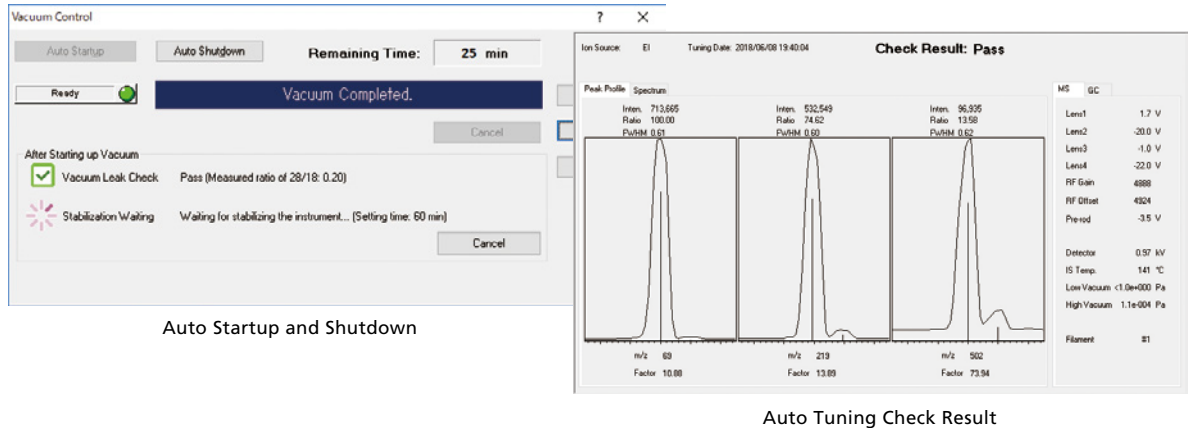 Vacuum Control
? ×
Auto Startup Auto Shutdown Remaining Time: 25 min
Ready Vacuum Completed.
Cancel
After Starting up Vacuum
Vacuum Leak Check Pass (Measured ratio of 28/18: 0.20)
Stabilization Waiting Waiting for stabilizing the instrument... (Setting time: 60 min)
Cancel
Auto Startup and Shutdown
Ion Source: EI Tuning Date: 2018/06/08 19:40:04 Check Result: Pass
Peak Profile Spectrum
Inten. 713,665 Inten. 532,549 Inten. 96,935
Ratio 100.00 Ratio 74.62 Ratio 13.58
FWHM 0.61 FWHM 0.60 FWHM 0.62
m/z 69 m/z 219 m/z 502
Factor 10.88 Factor 13.89 Factor 73.94
MS GC
Lens1 1.7 V
Lens2 -20.0 V
Lens3 -1.0 V
Lens4 -22.0 V
RF Gain 4888
RF Offset 4924
Pre-rod -3.5 V
Detector 0.97 kV
IS Temp. 141 °C
Low Vacuum <1.0e+000 Pa
High Vacuum 1.1e-004 Pa
Filament #1
Auto Tuning Check Result